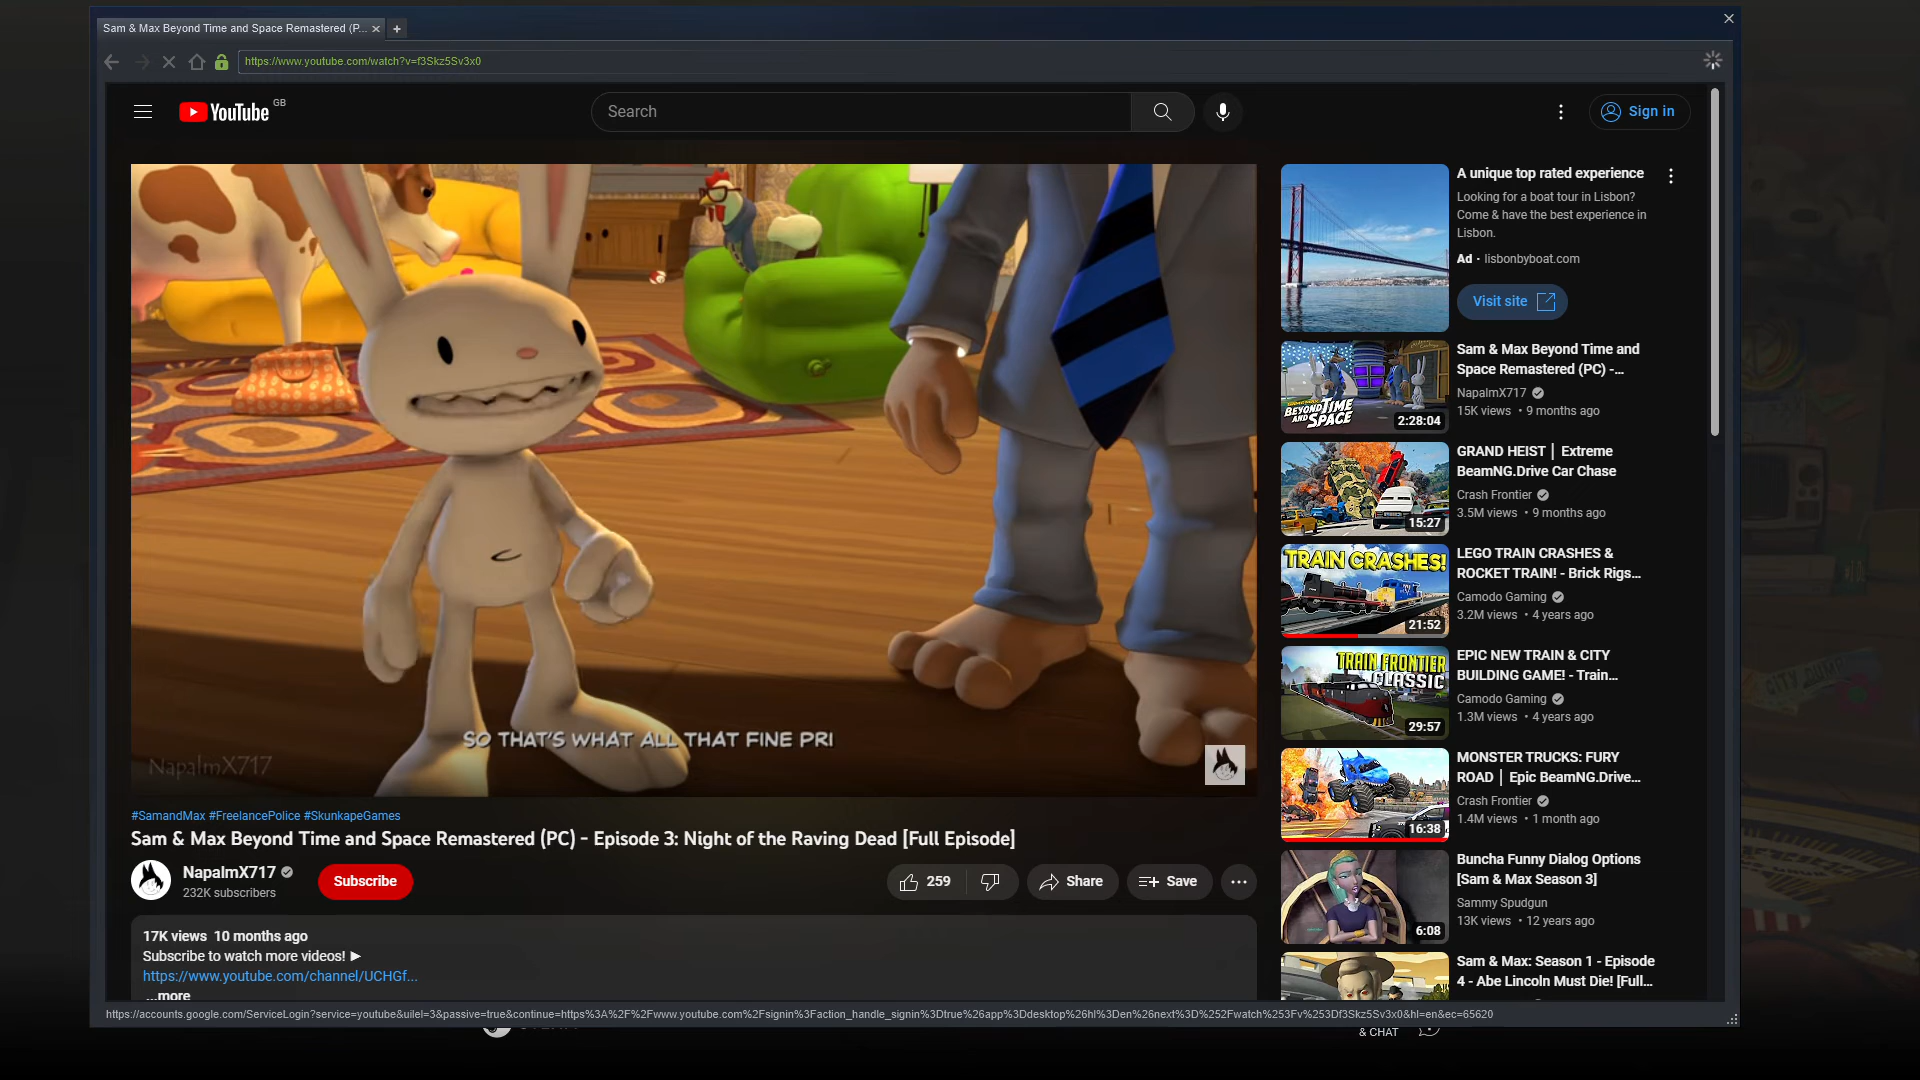 Sam & Max Beyond Time and Space Remastered (P...
https://www.youtube.com/watch?v=f3Skz5Sv3x0
YouTube GB
Search
Sign in
SO THAT'S WHAT ALL THAT FINE PRI
NapalmX717
#SamandMax #FreelancePolice #SkunkapeGames
Sam & Max Beyond Time and Space Remastered (PC) - Episode 3: Night of the Raving Dead [Full Episode]
NapalmX717
232K subscribers
Subscribe
259
Share
Save
17K views 10 months ago
Subscribe to watch more videos! ▶
https://www.youtube.com/channel/UCHGf...
...more
A unique top rated experience
Looking for a boat tour in Lisbon?
Come & have the best experience in
Lisbon.
Ad · lisbonbyboat.com
Visit site
BEYOND TIME
AND SPACE
2:28:04
Sam & Max Beyond Time and
Space Remastered (PC) -...
NapalmX717
15K views • 9 months ago
15:27
GRAND HEIST | Extreme
BeamNG.Drive Car Chase
Crash Frontier
3.5M views • 9 months ago
TRAIN CRASHES!
21:52
LEGO TRAIN CRASHES &
ROCKET TRAIN! - Brick Rigs...
Camodo Gaming
3.2M views • 4 years ago
TRAIN FRONTIER
CLASSIC
29:57
EPIC NEW TRAIN & CITY
BUILDING GAME! - Train...
Camodo Gaming
1.3M views • 4 years ago
16:38
MONSTER TRUCKS: FURY
ROAD | Epic BeamNG.Drive...
Crash Frontier
1.4M views • 1 month ago
6:08
Buncha Funny Dialog Options
[Sam & Max Season 3]
Sammy Spudgun
13K views • 12 years ago
Sam & Max: Season 1 - Episode
4 - Abe Lincoln Must Die! [Full...
https://accounts.google.com/ServiceLogin?service=youtube&uilel=3&passive=true&continue=https%3A%2F%2Fwww.youtube.com%2Fsignin%3Faction_handle_signin%3Dtrue%26app%3Ddesktop%26hl%3Den%26next%3D%252Fwatch%253Fv%253Df3Skz5Sv3x0&hl=en&ec=65620
& CHAT